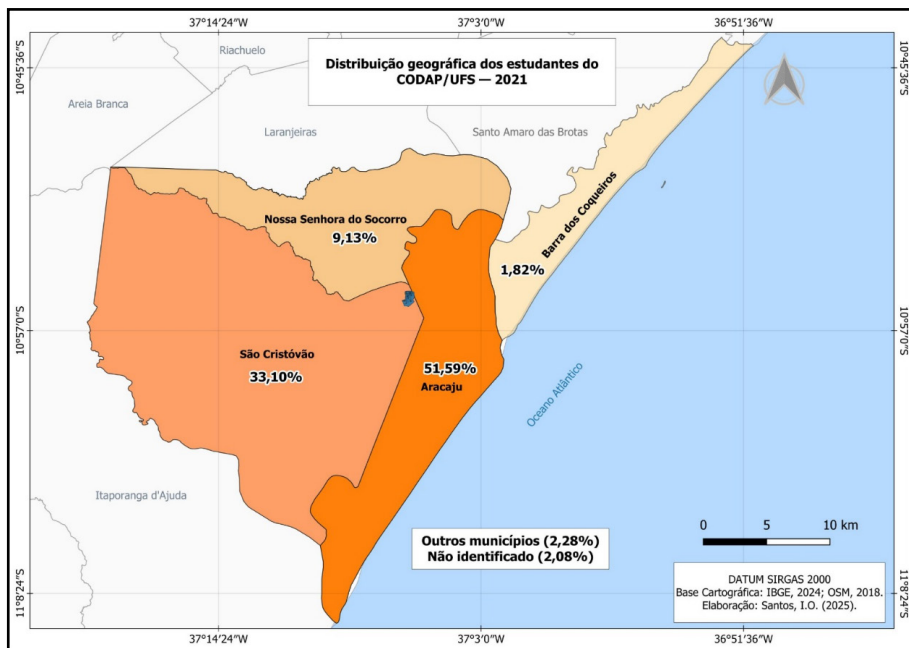 37°14'24"W
37°3'0"W
36°51'36"W
10°45'36"S
10°45'36"S
Riachuelo
Distribuição geográfica dos estudantes do
CODAP/UFS — 2021
Areia Branca
Laranjeiras
Santo Amaro das Brotas
Nossa Senhora do Socorro
9,13%
Barra dos Coqueiros
1,82%
10°57'0"S
10°57'0"S
São Cristóvão
33,10%
51,59%
Aracaju
Oceano Atlântico
Itaporanga d'Ajuda
0 5 10 km
Outros municípios (2,28%)
Não identificado (2,08%)
DATUM SIRGAS 2000
Base Cartográfica: IBGE, 2024; OSM, 2018.
Elaboração: Santos, I.O. (2025).
11°8'24"S
11°8'24"S
37°14'24"W
37°3'0"W
36°51'36"W